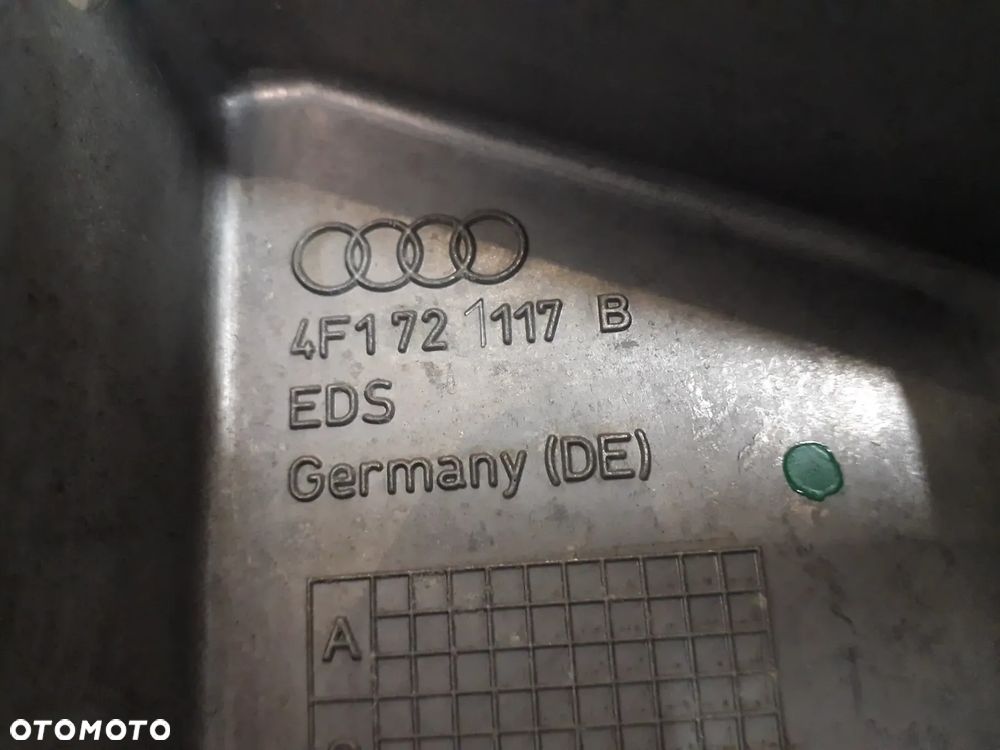 4F1 72 1117 B
EDS
Germany (DE)
A
OTOMOTO